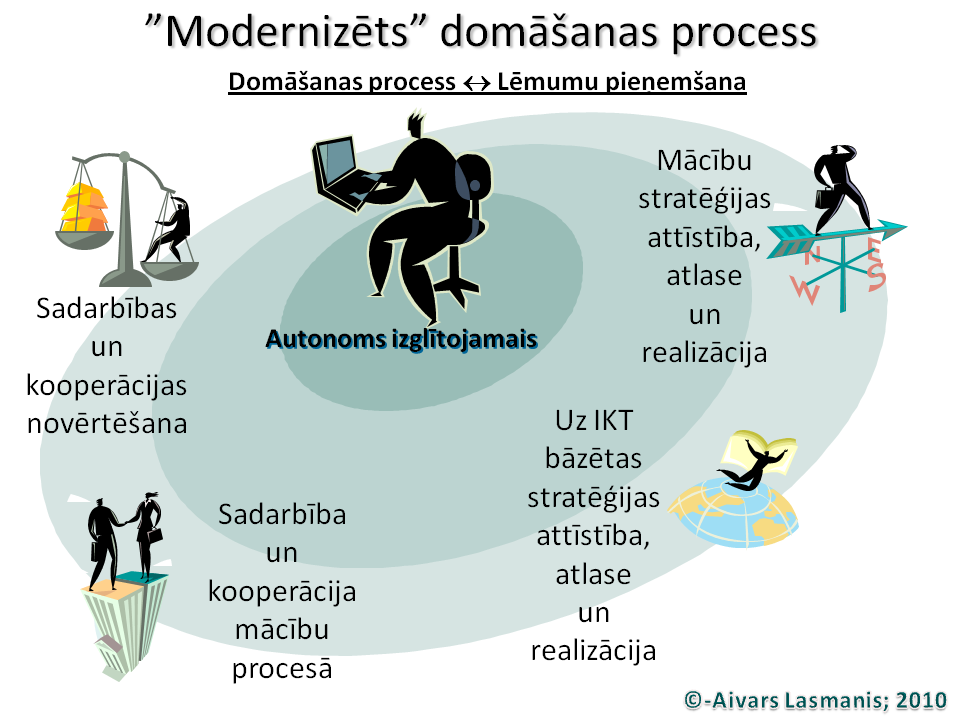 ”Modernizēts” domāšanas process
Domāšanas process ↔ Lēmumu pieņemšana
Mācību
stratēģijas
attīstība,
atlase
un
realizācija
N
E
W
S
Autonoms izglītojamais
Sadarbības
un
kooperācijas
novērtēšana
Uz IKT
bāzētas
stratēģijas
attīstība,
atlase
un
realizācija
Sadarbība
un
kooperācija
mācību
procesā
©-Aivars Lasmanis; 2010